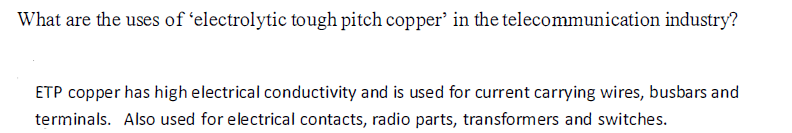 What are the uses of ‘electrolytic tough pitch copper’ in the telecommunication industry?
ETP copper has high electrical conductivity and is used for current carrying wires, busbars and
terminals. Also used for electrical contacts, radio parts, transformers and switches.